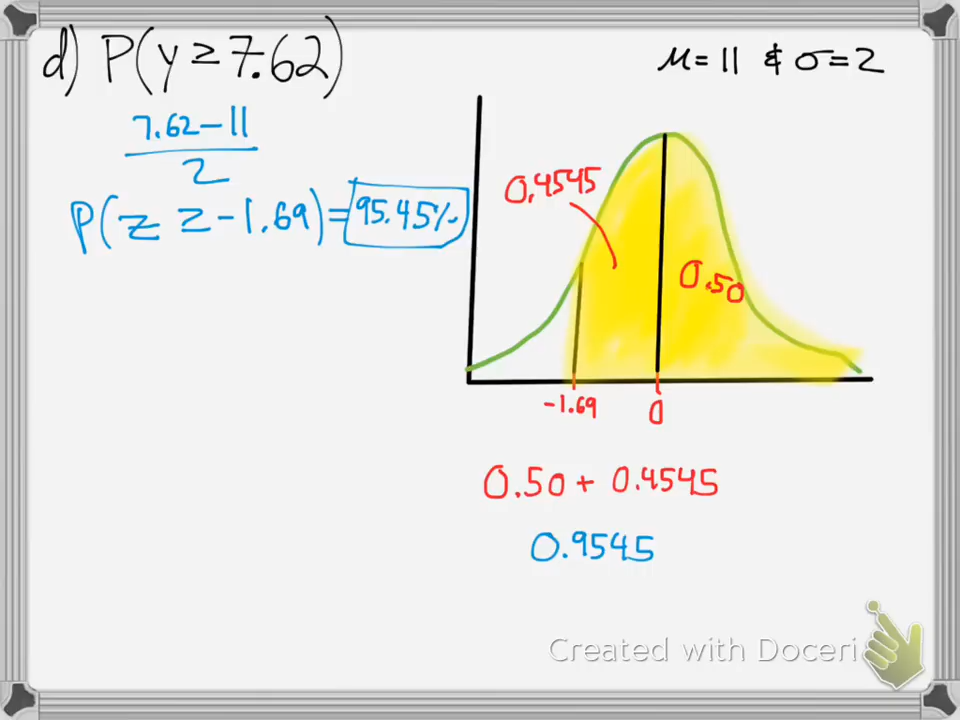 d) P(y ≥ 7.62)
μ = 11 & σ = 2
7.62 - 11
2
P(z ≥ -1.69) = 95.45%
0.4545
0.50
-1.69
0
0.50 + 0.4545
0.9545
Created with Doceri